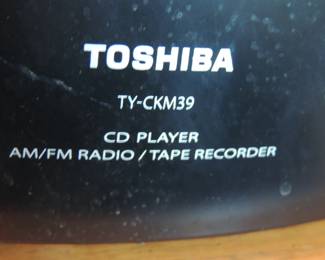 TOSHIBA
TY-CKM39
CD PLAYER
AM/FM RADIO / TAPE RECORDER